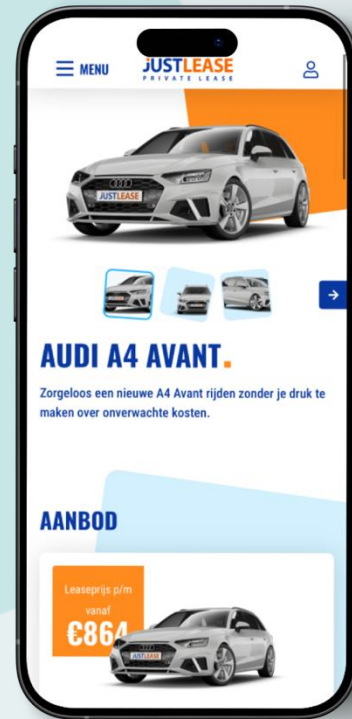 MENU
JUSTLEASE
PRIVATE LEASE
JUSTLEASE
AUDI A4 AVANT.
Zorgeloos een nieuwe A4 Avant rijden zonder je druk te
maken over onverwachte kosten.
AANBOD
Leaseprijs p/m
vanaf
€864
JUSTLEASE